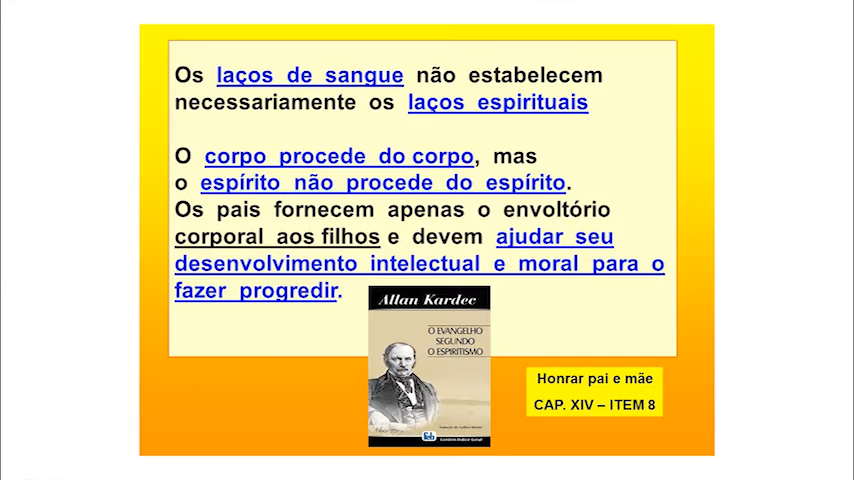 Os laços de sangue não estabelecem
necessariamente os laços espirituais
O corpo procede do corpo, mas
o espírito não procede do espírito.
Os pais fornecem apenas o envoltório
corporal aos filhos e devem ajudar seu
desenvolvimento intelectual e moral para o
fazer progredir.
Allan Kardec
O EVANGELHO
SEGUNDO
O ESPIRITISMO
Honrar pai e mãe
CAP. XIV – ITEM 8